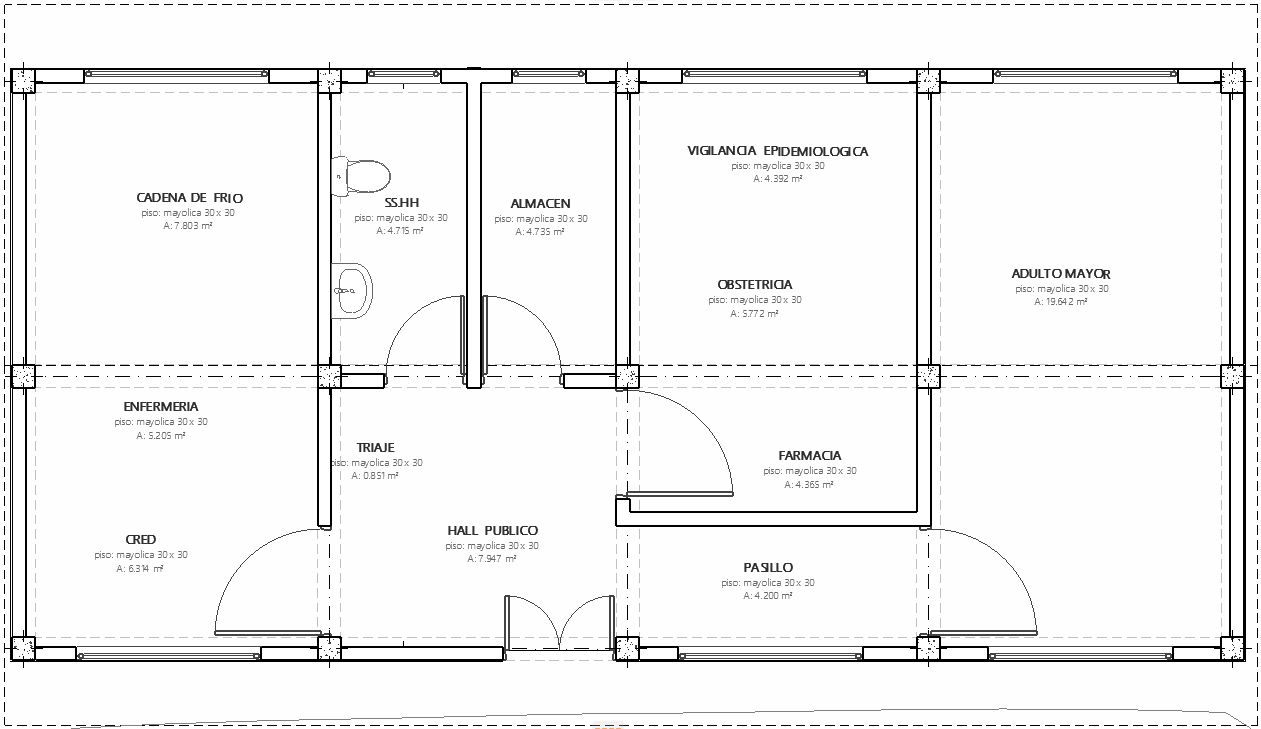 CADENA DE FRIO
piso: mayolica 30 x 30
A: 7.803 m²
SS.HH
piso: mayolica 30 x 30
A: 4.715 m²
ALMACEN
piso: mayolica 30 x 30
A: 4.735 m²
VIGILANCIA EPIDEMIOLOGICA
piso: mayolica 30 x 30
A: 4.392 m²
OBSTETRICIA
piso: mayolica 30 x 30
A: 5.772 m²
ADULTO MAYOR
piso: mayolica 30 x 30
A: 19.642 m²
ENFERMERIA
piso: mayolica 30 x 30
A: 5.205 m²
TRIAJE
piso: mayolica 30 x 30
A: 0.851 m²
FARMACIA
piso: mayolica 30 x 30
A: 4.365 m²
CRED
piso: mayolica 30 x 30
A: 6.314 m²
HALL PUBLICO
piso: mayolica 30 x 30
A: 7.947 m²
PASILLO
piso: mayolica 30 x 30
A: 4.200 m²